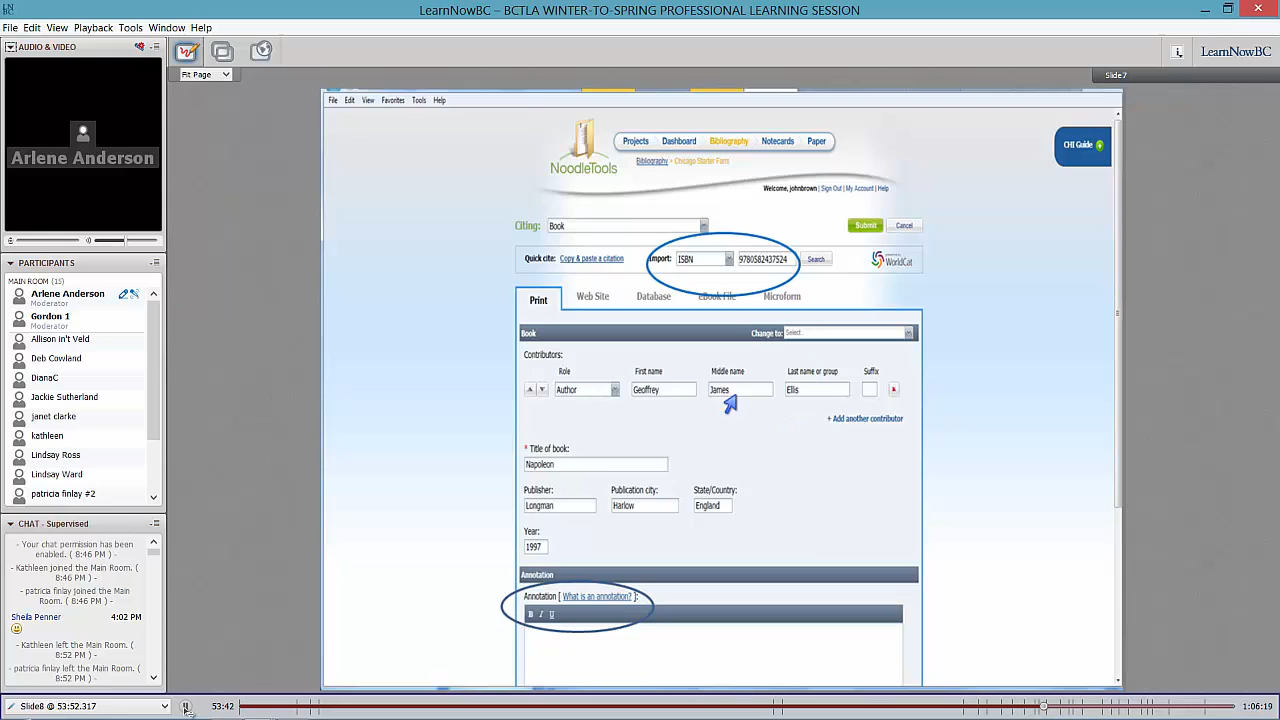 LearnNowBC – BCTLA WINTER-TO-SPRING PROFESSIONAL LEARNING SESSION
File Edit View Playback Tools Window Help
AUDIO & VIDEO
Arlene Anderson
PARTICIPANTS
MAIN ROOM (15)
Arlene Anderson
Moderator
Gordon 1
Moderator
Allison in't Veld
Deb Cowland
DianaC
Jackie Sutherland
janet clarke
kathleen
Lindsay Ross
Lindsay Ward
patricia finlay #2
CHAT - Supervised
- Your chat permission has been
enabled. ( 8:46 PM ) -
- Kathleen joined the Main Room. (
8:46 PM ) -
- patricia finlay joined the Main
Room. ( 8:46 PM ) -
Sheila Penner 4:02 PM
- Kathleen left the Main Room. (
8:52 PM ) -
- patricia finlay left the Main
Room. ( 8:52 PM ) -
LearnNowBC
Fit Page
Slide7
File Edit View Favorites Tools Help
NoodleTools
Projects Dashboard Bibliography Notecards Paper
Bibliography > Chicago Starter Form
CHI Guide
Welcome, johnbrown | Sign Out | My Account | Help
Citing: Book
Submit Cancel
Quick cite: Copy & paste a citation Import: ISBN 9780582437524 Search
WorldCat
Print Web Site Database eBook File Microform
Book Change to: Select..
Contributors:
Role First name Middle name Last name or group Suffix
Author Geoffrey James Ellis
+ Add another contributor
* Title of book:
Napoleon
Publisher: Publication city: State/Country:
Longman Harlow England
Year:
1997
Annotation
Annotation [ What is an annotation? ]:
B I U
Slide8 @ 53:52.317 53:42 1:06:19